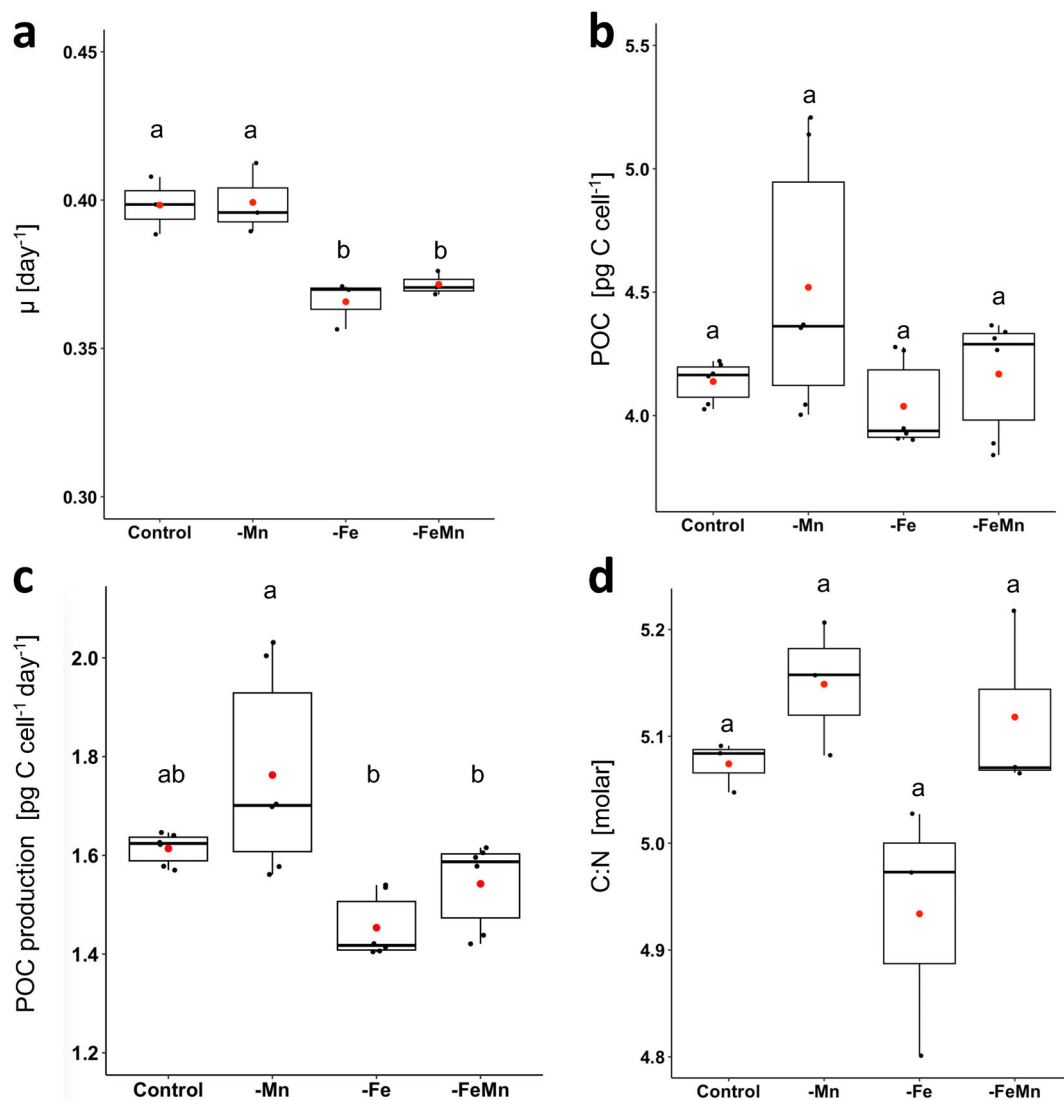 a
µ [day⁻¹]
0.45
0.40
0.35
0.30
a
a
b
b
Control
-Mn
-Fe
-FeMn
b
POC [pg C cell⁻¹]
5.5
5.0
4.5
4.0
a
a
a
a
Control
-Mn
-Fe
-FeMn
c
POC production [pg C cell⁻¹ day⁻¹]
2.0
1.8
1.6
1.4
1.2
ab
a
b
b
Control
-Mn
-Fe
-FeMn
d
C:N [molar]
5.2
5.1
5.0
4.9
4.8
a
a
a
a
Control
-Mn
-Fe
-FeMn